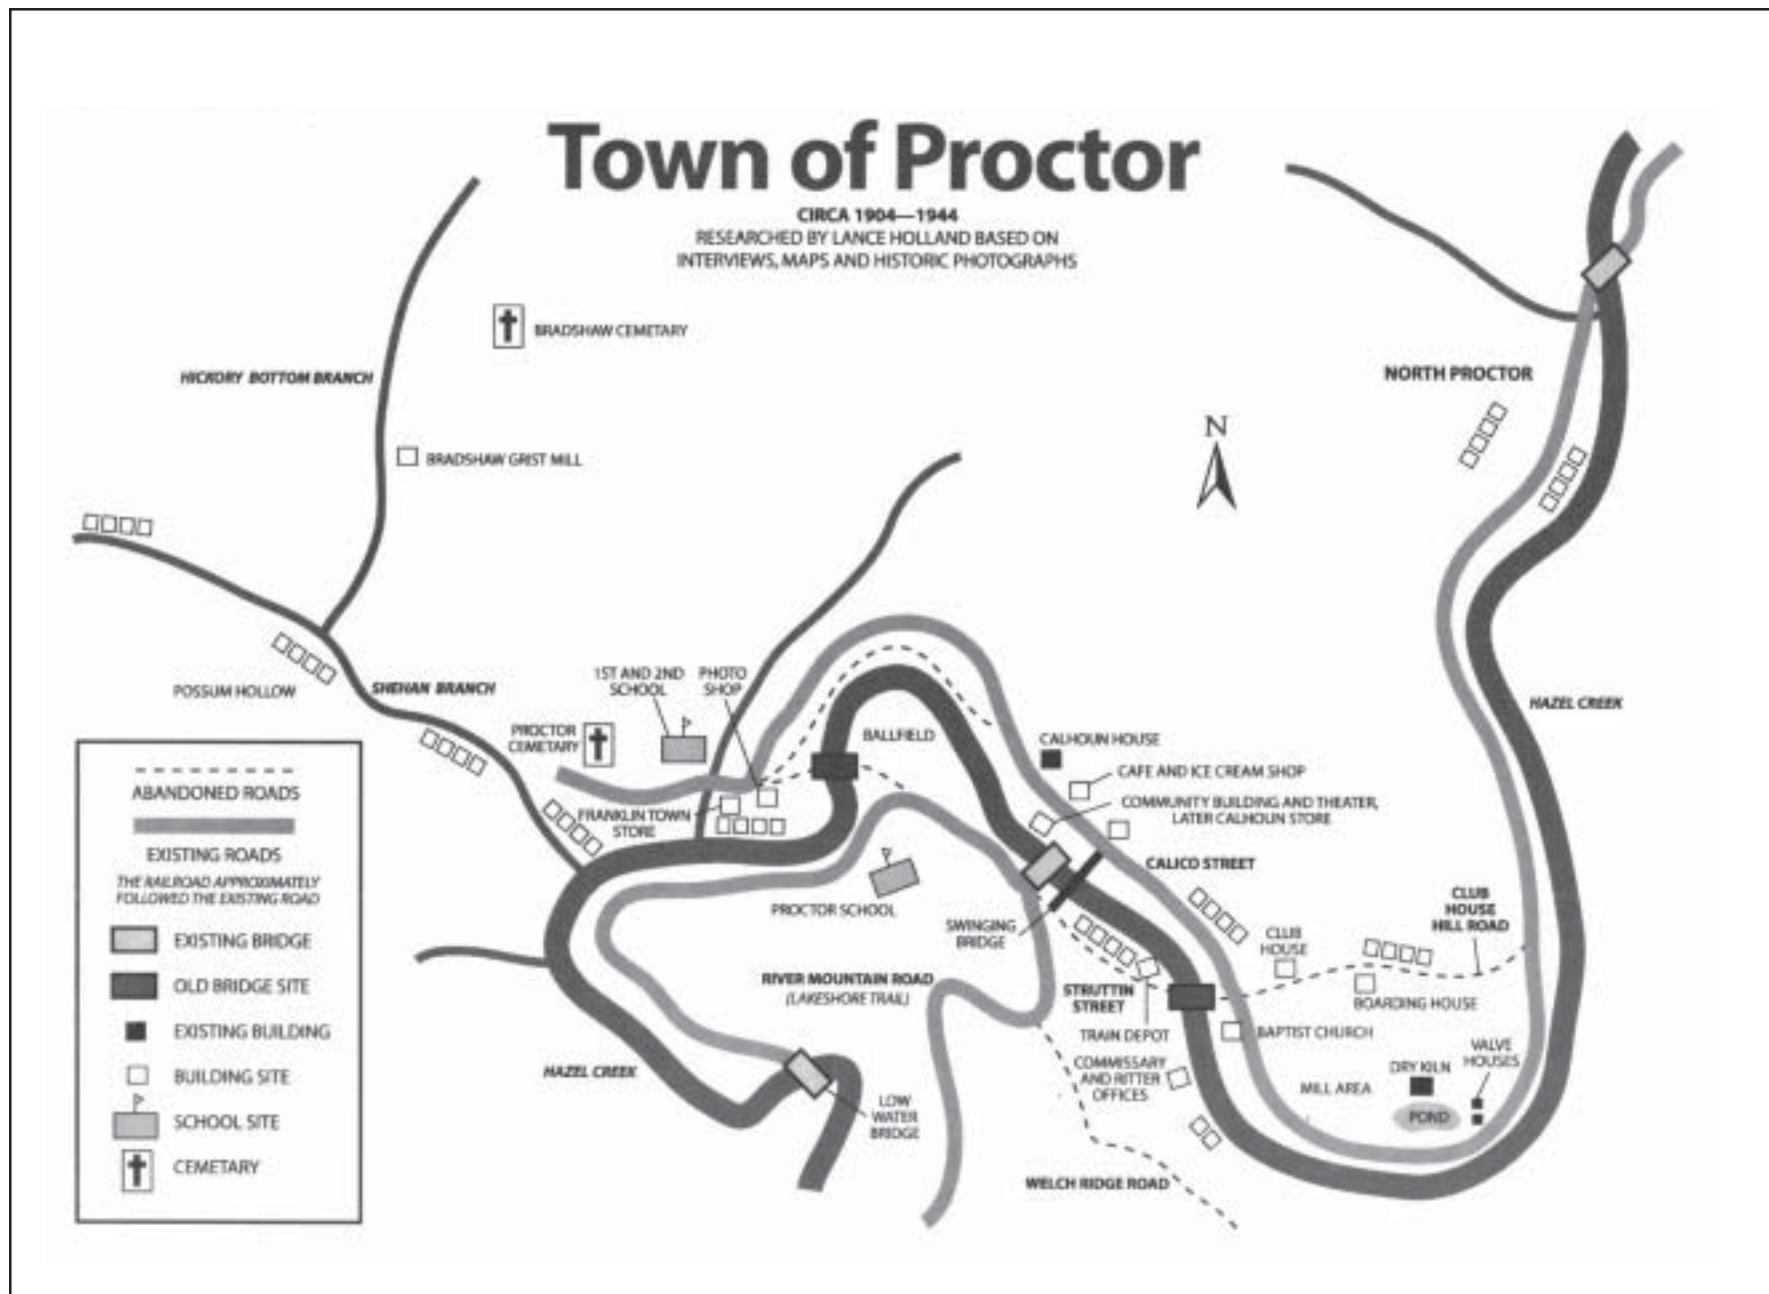 Town of Proctor
CIRCA 1904—1944
RESEARCHED BY LANCE HOLLAND BASED ON
INTERVIEWS, MAPS AND HISTORIC PHOTOGRAPHS
BRADSHAW CEMETARY
HICKORY BOTTOM BRANCH
BRADSHAW GRIST MILL
NORTH PROCTOR
N
POSSUM HOLLOW
SHEHAN BRANCH
1ST AND 2ND
SCHOOL
PHOTO
SHOP
PROCTOR
CEMETARY
FRANKLIN TOWN
STORE
BALLFIELD
CALHOUN HOUSE
CAFE AND ICE CREAM SHOP
COMMUNITY BUILDING AND THEATER,
LATER CALHOUN STORE
CALICO STREET
HAZEL CREEK
PROCTOR SCHOOL
SWINGING
BRIDGE
CLUB
HOUSE
CLUB
HOUSE
HILL ROAD
RIVER MOUNTAIN ROAD
(LAKESHORE TRAIL)
STRUTTIN
STREET
TRAIN DEPOT
BOARDING HOUSE
BAPTIST CHURCH
COMMISSARY
AND RITTER
OFFICES
MILL AREA
DRY KILN
VALVE
HOUSES
POND
HAZEL CREEK
LOW
WATER
BRIDGE
WELCH RIDGE ROAD
ABANDONED ROADS
EXISTING ROADS
THE RAILROAD APPROXIMATELY
FOLLOWED THE EXISTING ROAD
EXISTING BRIDGE
OLD BRIDGE SITE
EXISTING BUILDING
BUILDING SITE
SCHOOL SITE
CEMETARY